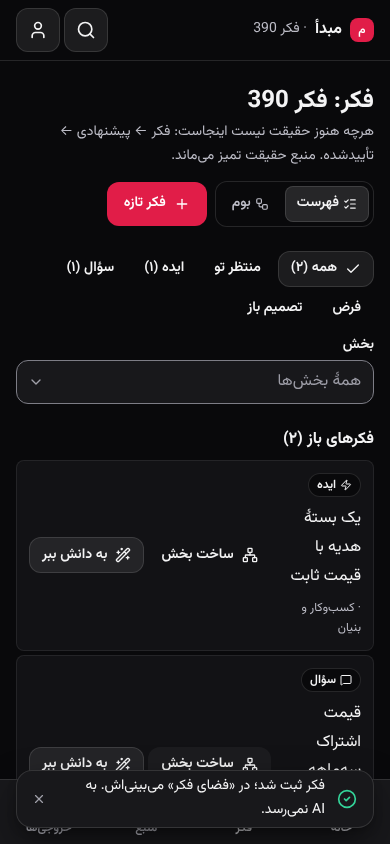 م مبدأ · فکر 390
فکر: فکر 390
هرچه هنوز حقیقت نیست اینجاست: فکر ← پیشنهادی ←
تأییدشده. منبع حقیقت تمیز می‌ماند.
فهرست بوم فکر تازه
همه (۲) منتظر تو ایده (۱) سؤال (۱)
فرض تصمیم باز
بخش
همهٔ بخش‌ها
فکرهای باز (۲)
ایده
یک بستهٔ
هدیه با
قیمت ثابت
ساخت بخش به دانش ببر
· کسب‌وکار و
بنیان
سؤال
قیمت
اشتراک
ساخت بخش به دانش ببر
فکر ثبت شد؛ در «فضای فکر» می‌بینی‌اش. به
AI نمی‌رسد.